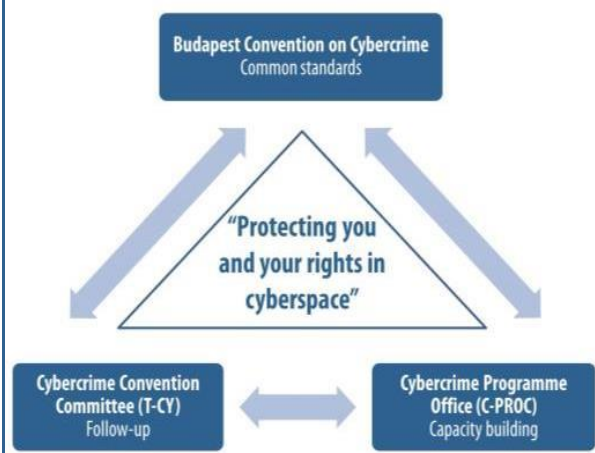 Budapest Convention on Cybercrime
Common standards
“Protecting you
and your rights in
cyberspace”
Cybercrime Convention
Committee (T-CY)
Follow-up
Cybercrime Programme
Office (C-PROC)
Capacity building